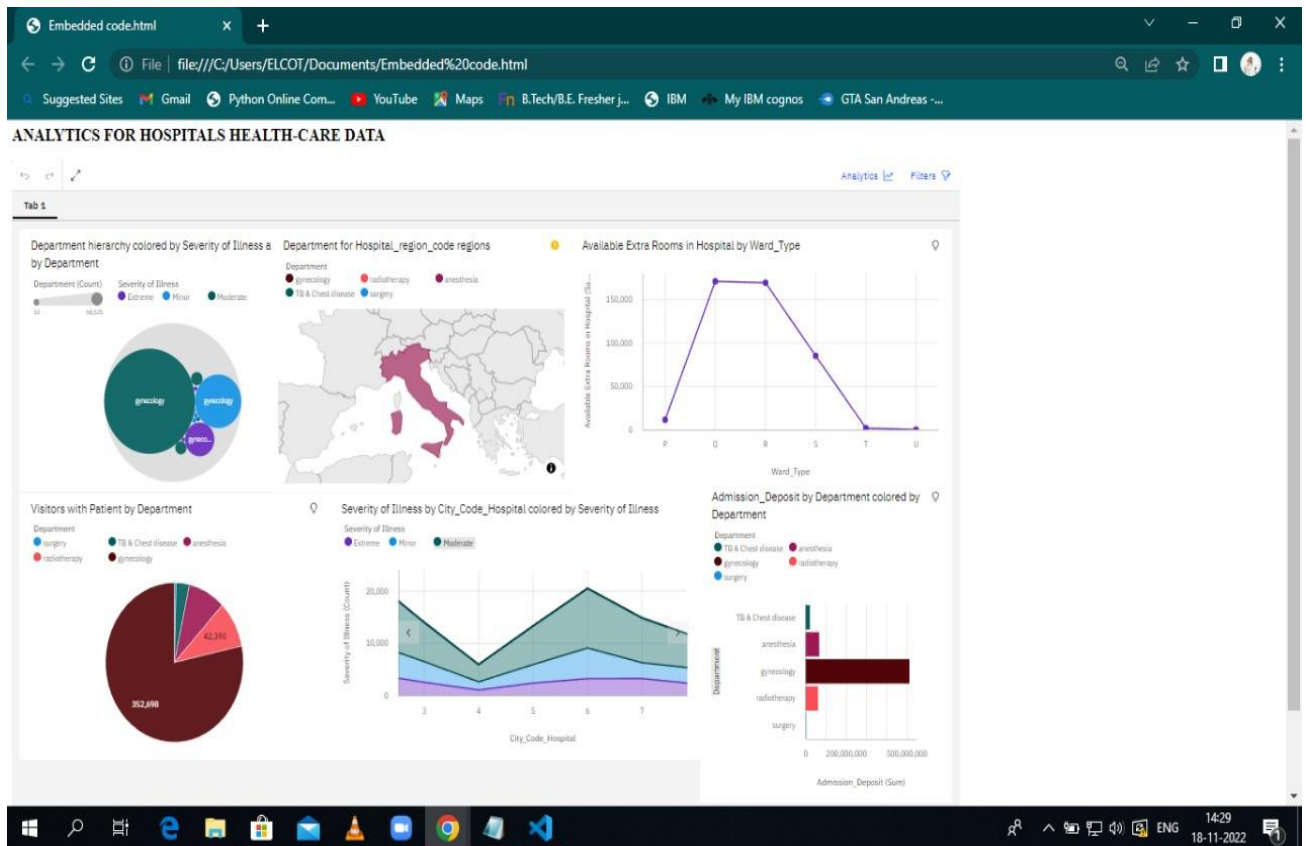 Embedded code.html
File | file:///C:/Users/ELCOT/Documents/Embedded%20code.html
Suggested Sites Gmail Python Online Com... YouTube Maps B.Tech/B.E. Fresher j... IBM My IBM cognos GTA San Andreas -...
ANALYTICS FOR HOSPITALS HEALTH-CARE DATA
Analytics Filters
Tab 1
Department hierarchy colored by Severity of Illness a
by Department
Department (Count) Severity of Illness
Extreme Minor Moderate
gynecology
gynecology
gyneco...
Department for Hospital_region_code regions
Department
gynecology radiotherapy anesthesia
TB & Chest disease surgery
Available Extra Rooms in Hospital by Ward_Type
Available Extra Rooms in Hospital (Su...
150,000
100,000
50,000
0
P Q R S T U
Ward_Type
Visitors with Patient by Department
Department
surgery TB & Chest disease anesthesia
radiotherapy gynecology
42,390
352,698
Severity of Illness by City_Code_Hospital colored by Severity of Illness
Severity of Illness
Extreme Minor Moderate
Severity of Illness (Count)
20,000
10,000
0
3 4 5 6 7
City_Code_Hospital
Admission_Deposit by Department colored by
Department
Department
TB & Chest disease anesthesia
gynecology radiotherapy
surgery
Department
TB & Chest disease
anesthesia
gynecology
radiotherapy
surgery
0 200,000,000 500,000,000
Admission_Deposit (Sum)
ENG
14:29
18-11-2022